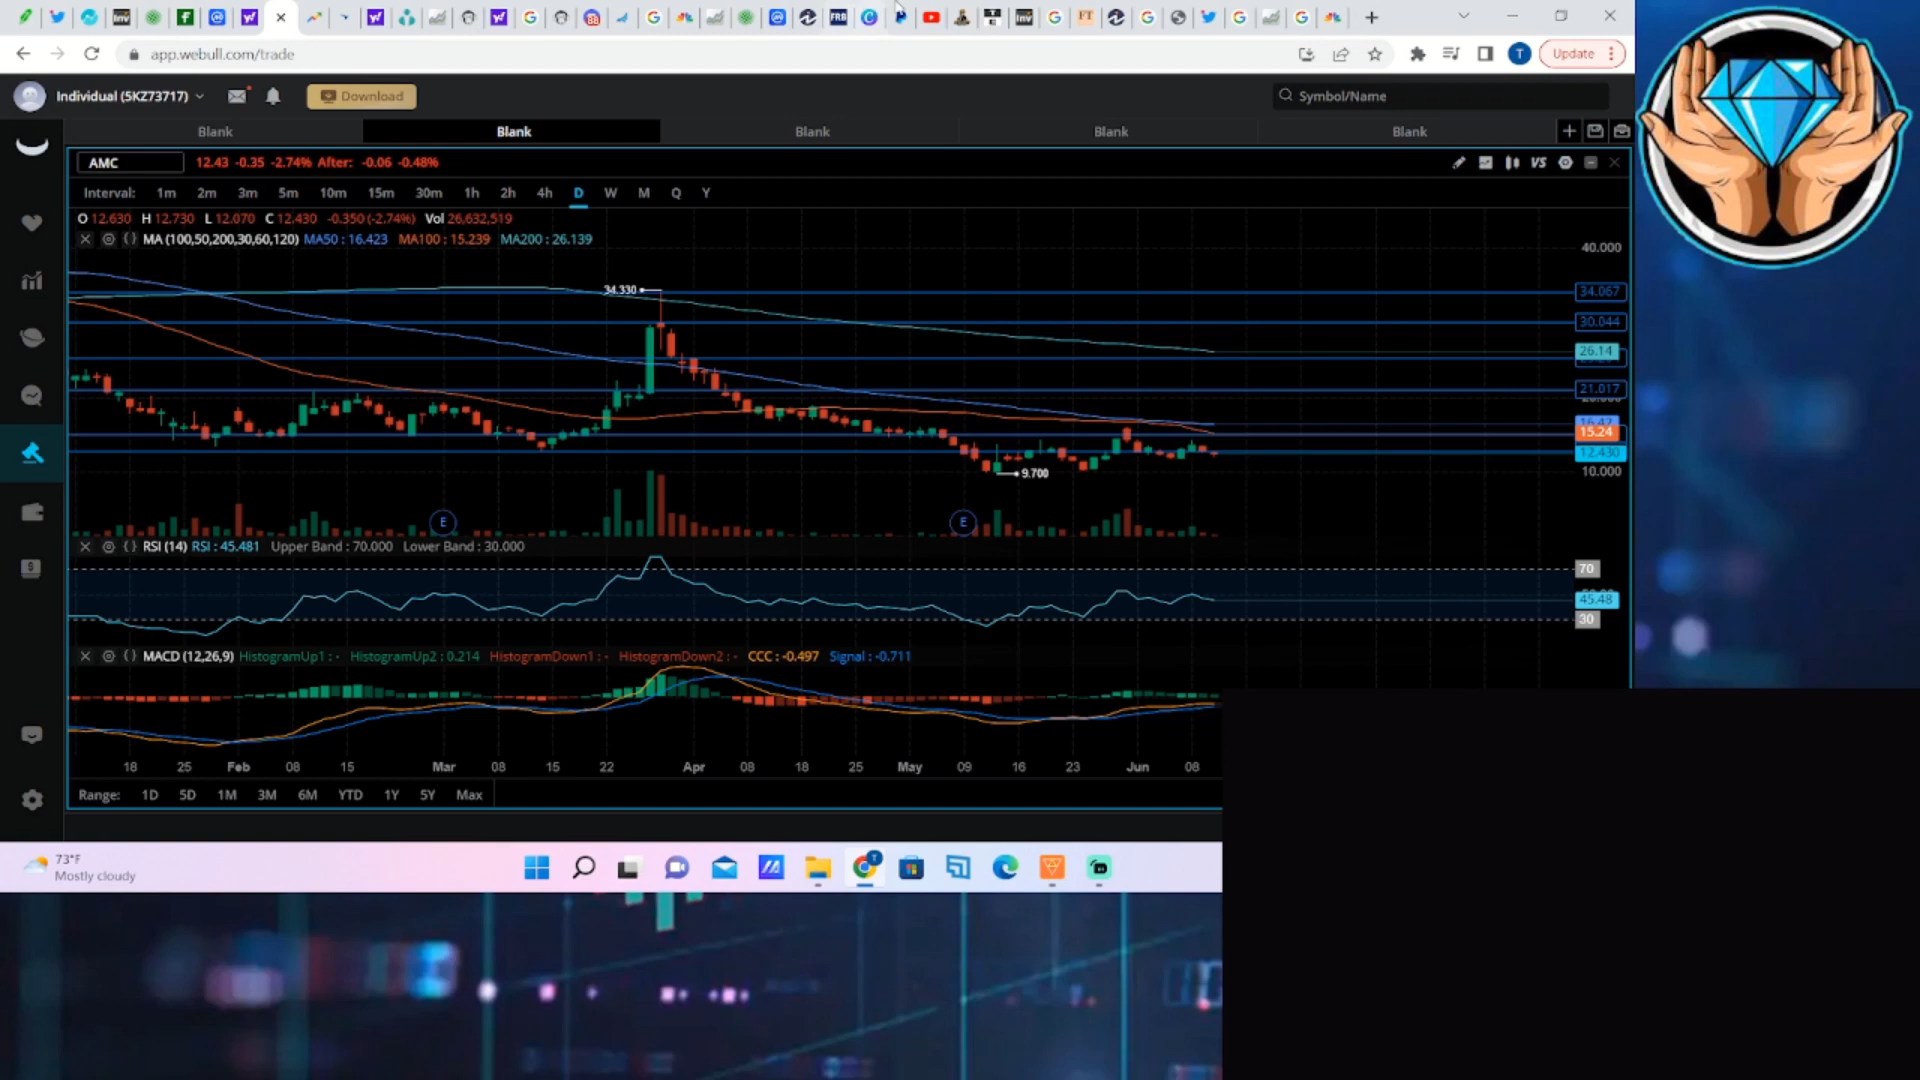 app.webull.com/trade
Update
Individual (5KZ73717)
Download
Symbol/Name
Blank
Blank
Blank
Blank
Blank
AMC
12.43 -0.35 -2.74% After: -0.06 -0.48%
VS
Interval: 1m 2m 3m 5m 10m 15m 30m 1h 2h 4h D W M Q Y
O 12.630 H 12.730 L 12.070 C 12.430 -0.350 (-2.74%) Vol 26,632,519
MA (100,50,200,30,60,120) MA50 : 16.423 MA100 : 15.239 MA200 : 26.139
40.000
34.330
34.067
30.044
26.14
21.017
15.24
12.430
10.000
9.700
E
E
RSI (14) RSI : 45.481 Upper Band : 70.000 Lower Band : 30.000
70
45.48
30
MACD (12,26,9) HistogramUp1 : - HistogramUp2 : 0.214 HistogramDown1 : - HistogramDown2 : - CCC : -0.497 Signal : -0.711
18 25 Feb 08 15 Mar 08 15 22 Apr 08 18 25 May 09 16 23 Jun 08
Range: 1D 5D 1M 3M 6M YTD 1Y 5Y Max
73°F
Mostly cloudy